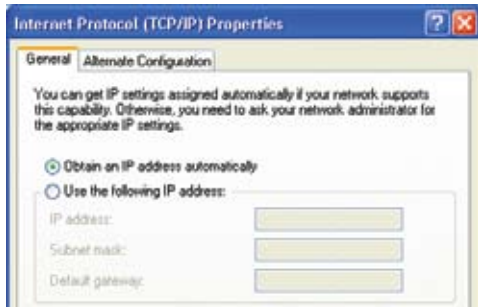 Internet Protocol (TCP/IP) Properties
General Alternate Configuration
You can get IP settings assigned automatically if your network supports
this capability. Otherwise, you need to ask your network administrator for
the appropriate IP settings.
Obtain an IP address automatically
Use the following IP address:
IP address:
Subnet mask:
Default gateway: